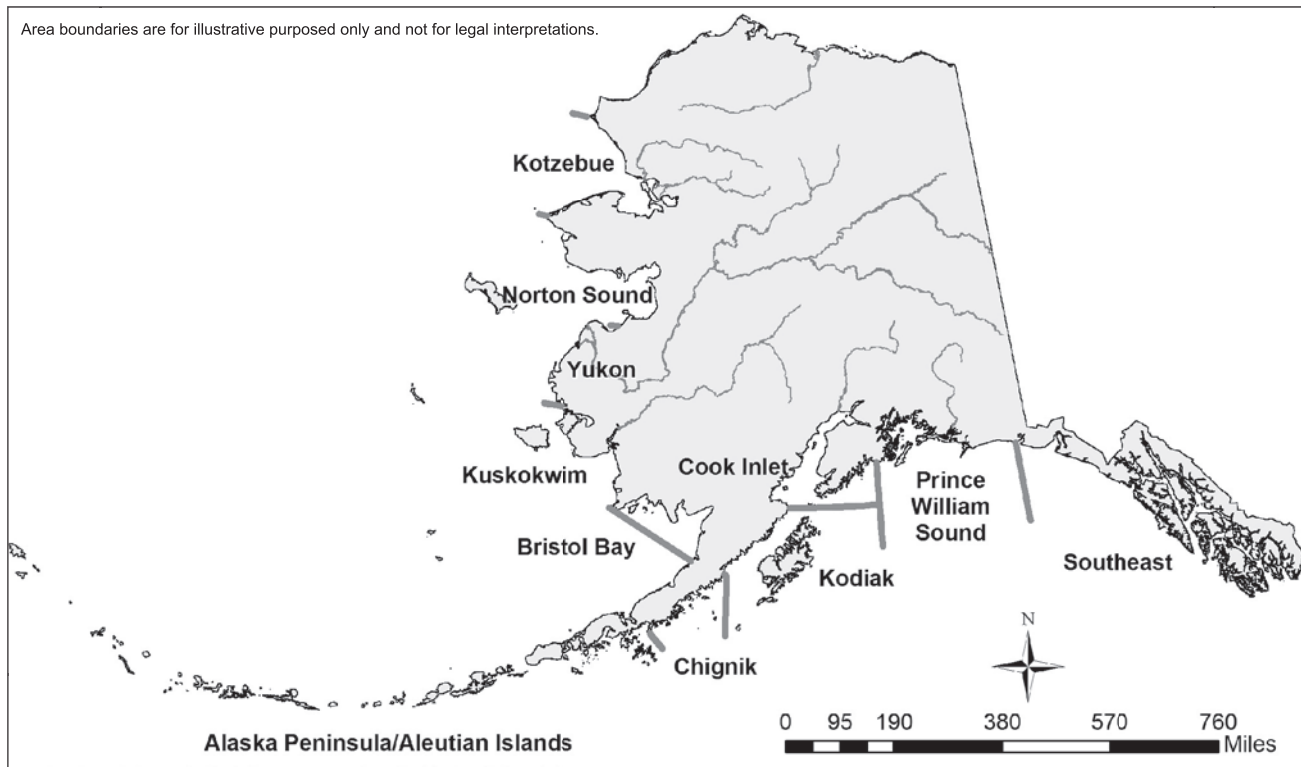 Area boundaries are for illustrative purposed only and not for legal interpretations.
Kotzebue
Norton Sound
Yukon
Kuskokwim
Cook Inlet
Prince
William
Sound
Bristol Bay
Kodiak
Southeast
Chignik
N
Alaska Peninsula/Aleutian Islands
0 95 190 380 570 760
Miles